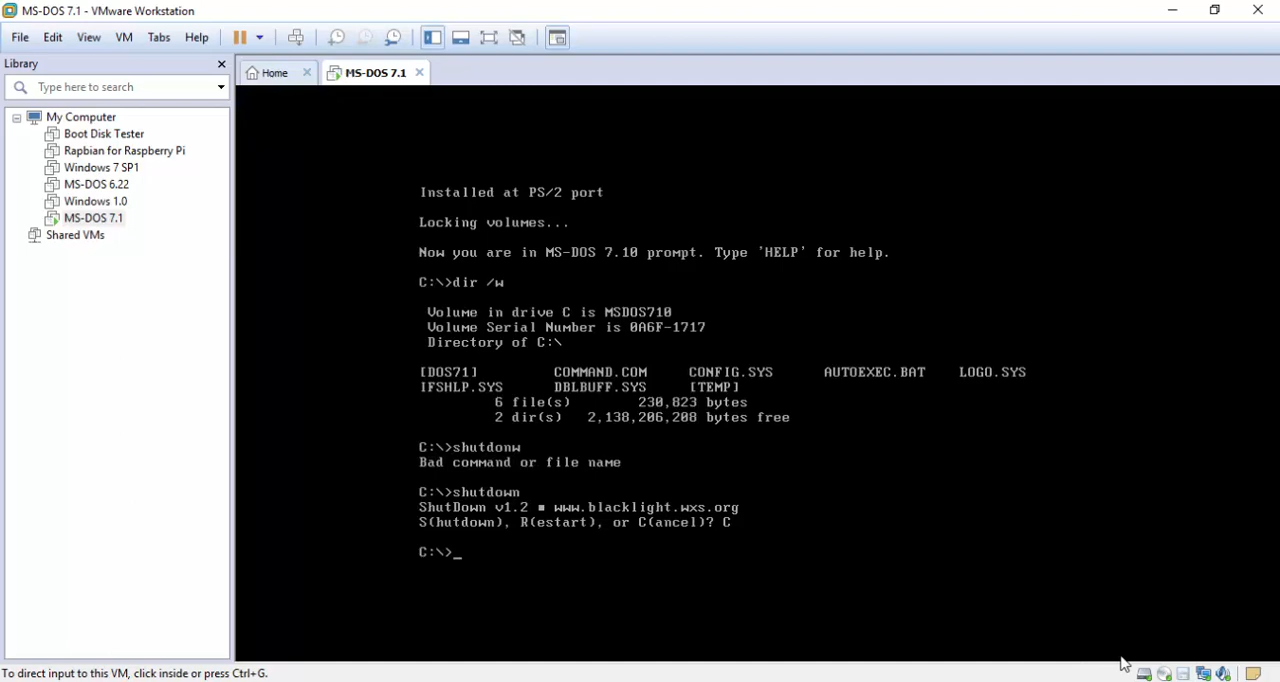 MS-DOS 7.1 - VMware Workstation
File Edit View VM Tabs Help
Library
Type here to search
My Computer
Boot Disk Tester
Rapbian for Raspberry Pi
Windows 7 SP1
MS-DOS 6.22
Windows 1.0
MS-DOS 7.1
Shared VMs
Home MS-DOS 7.1
Installed at PS/2 port
Locking volumes...
Now you are in MS-DOS 7.10 prompt. Type 'HELP' for help.
C:\>dir /w
Volume in drive C is MSDOS710
Volume Serial Number is 0A6F-1717
Directory of C:\
[DOS71] COMMAND.COM CONFIG.SYS AUTOEXEC.BAT LOGO.SYS
IFSHLP.SYS DBLBUFF.SYS [TEMP]
6 file(s) 230,823 bytes
2 dir(s) 2,138,206,208 bytes free
C:\>shutdonw
Bad command or file name
C:\>shutdown
ShutDown v1.2 ■ www.blacklight.wxs.org
S(hutdown), R(estart), or C(ancel)? C
C:\>_
To direct input to this VM, click inside or press Ctrl+G.